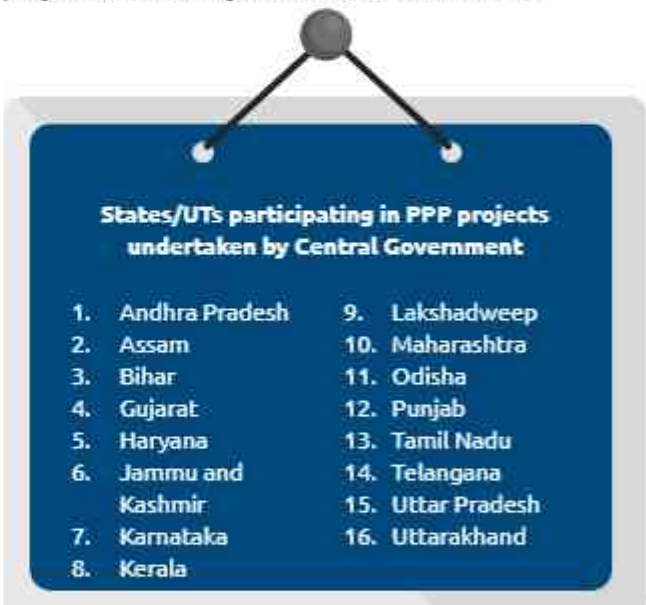 States/UTs participating in PPP projects
undertaken by Central Government
1. Andhra Pradesh
2. Assam
3. Bihar
4. Gujarat
5. Haryana
6. Jammu and
Kashmir
7. Karnataka
8. Kerala
9. Lakshadweep
10. Maharashtra
11. Odisha
12. Punjab
13. Tamil Nadu
14. Telangana
15. Uttar Pradesh
16. Uttarakhand